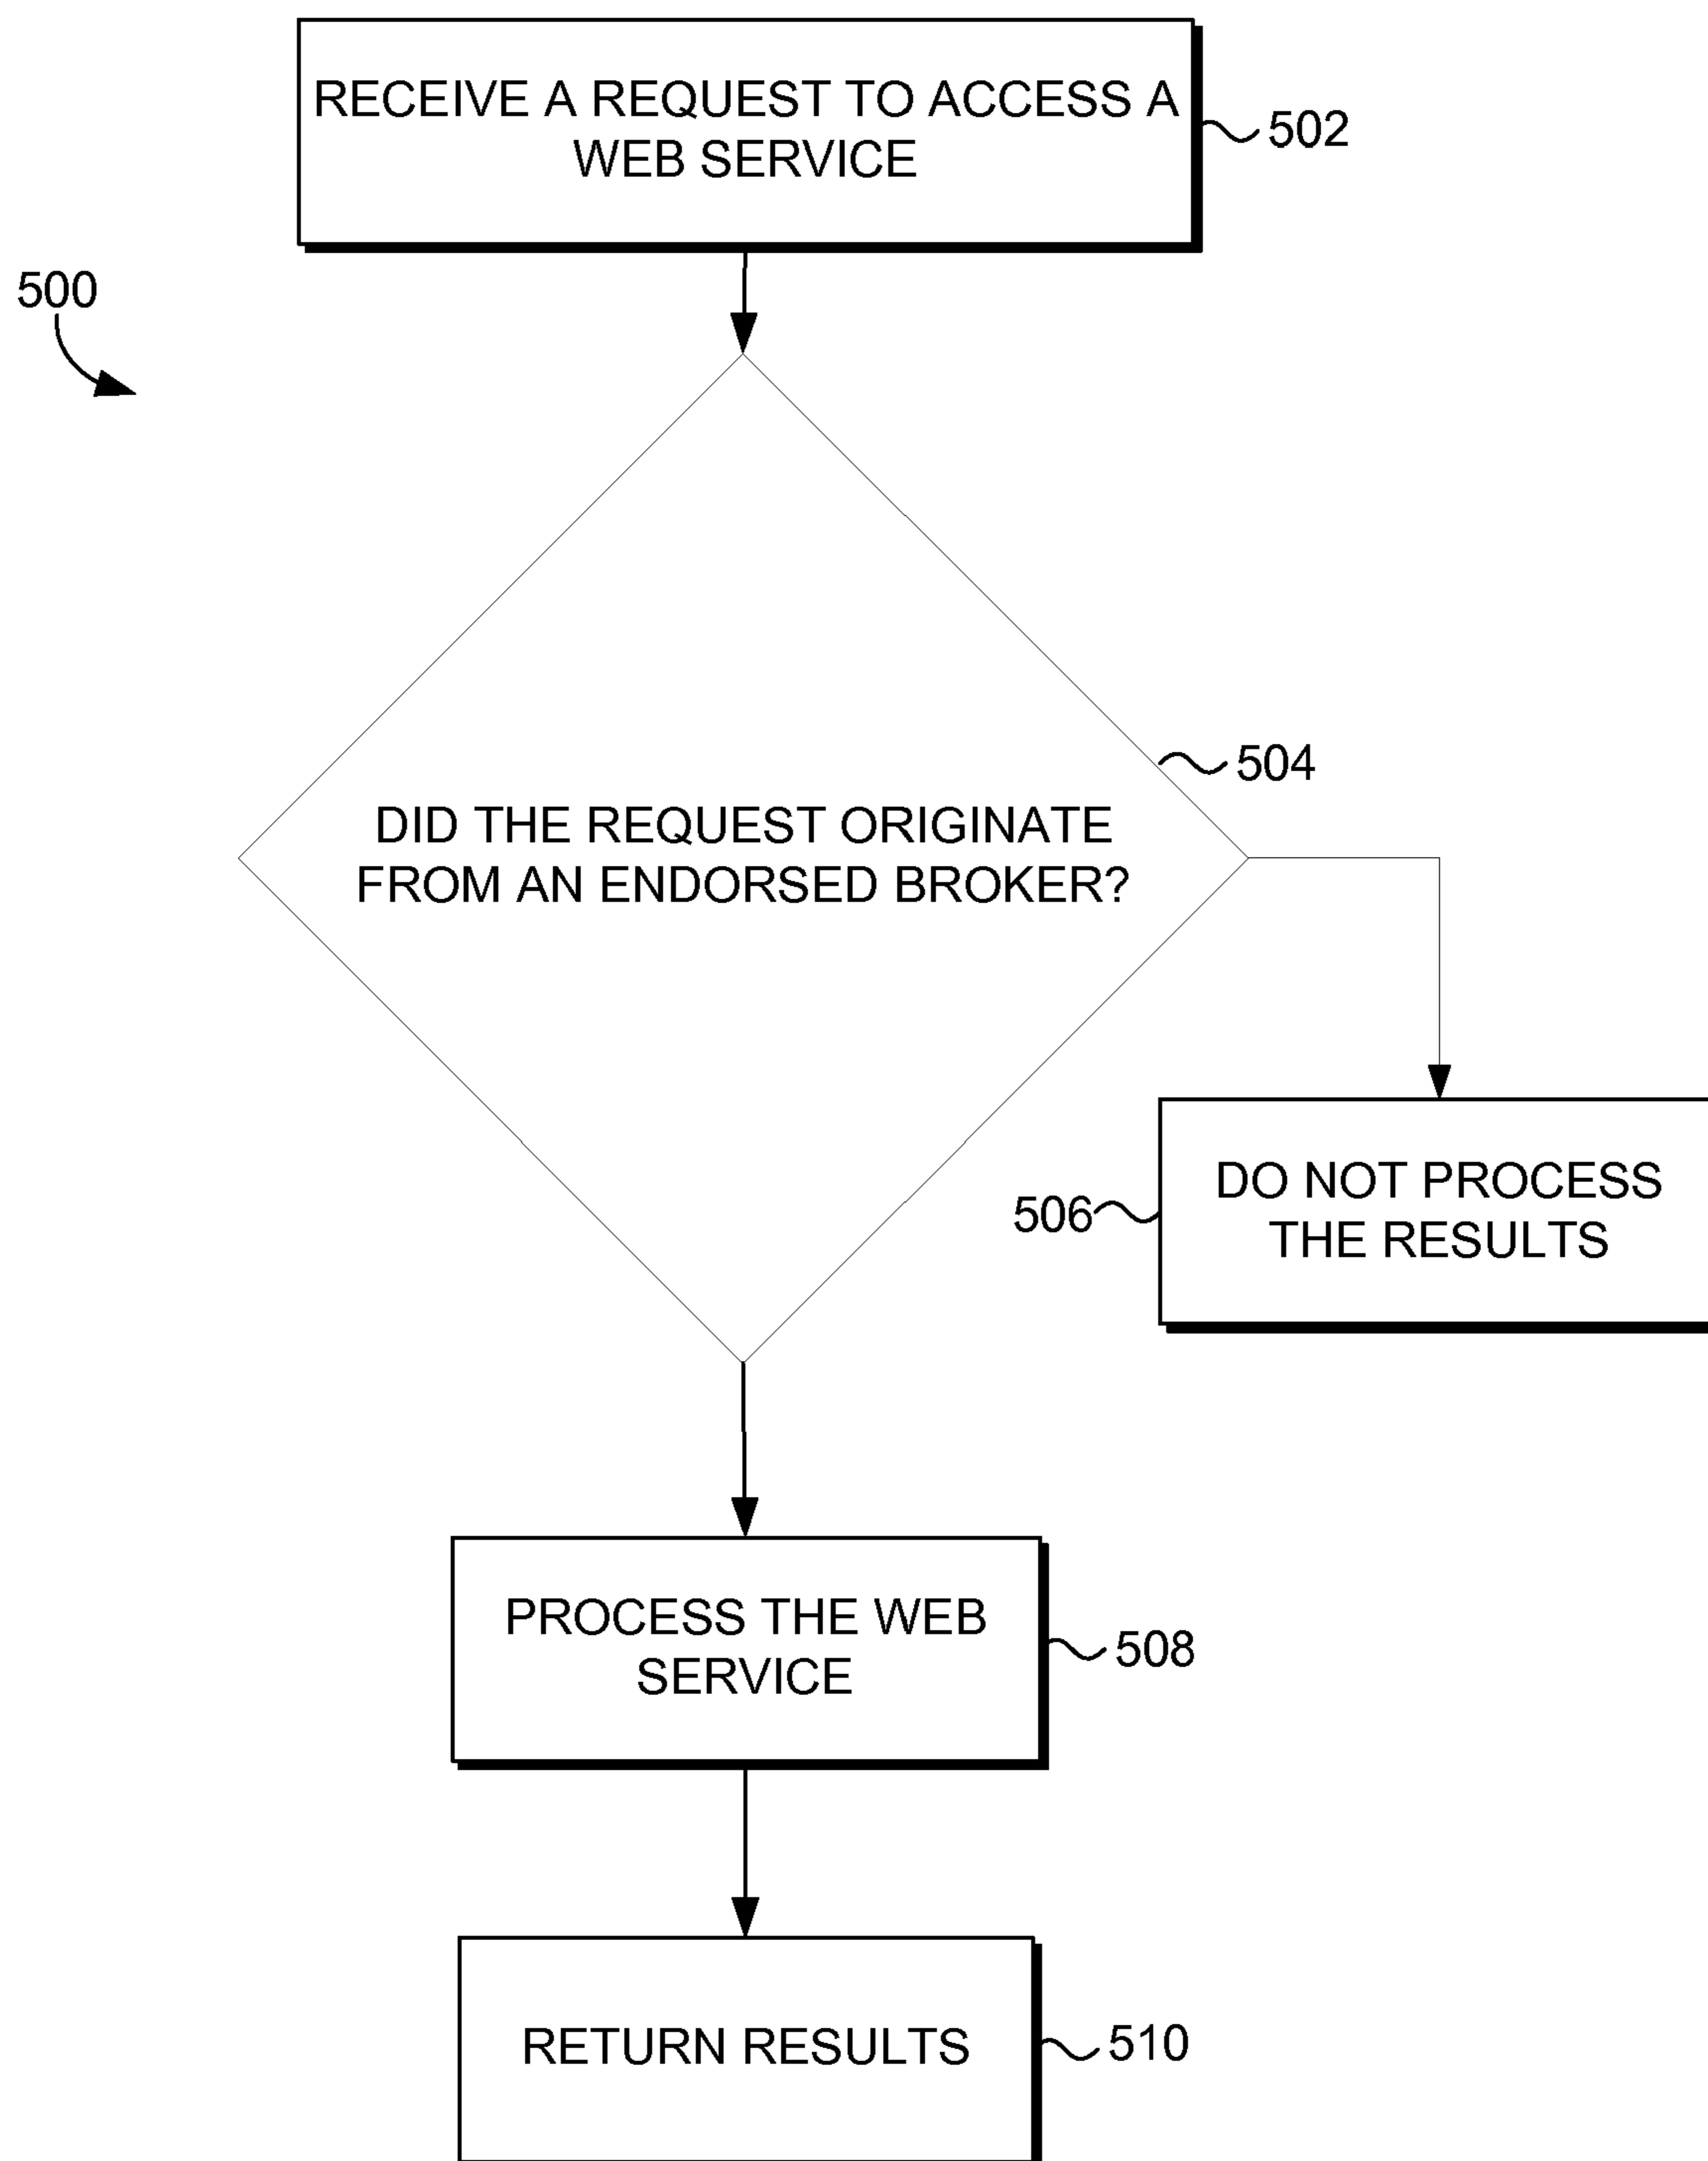 RECEIVE A REQUEST TO ACCESS A
WEB SERVICE
502
500
504
DID THE REQUEST ORIGINATE
FROM AN ENDORSED BROKER?
DO NOT PROCESS
THE RESULTS
506
PROCESS THE WEB
SERVICE
508
RETURN RESULTS
510